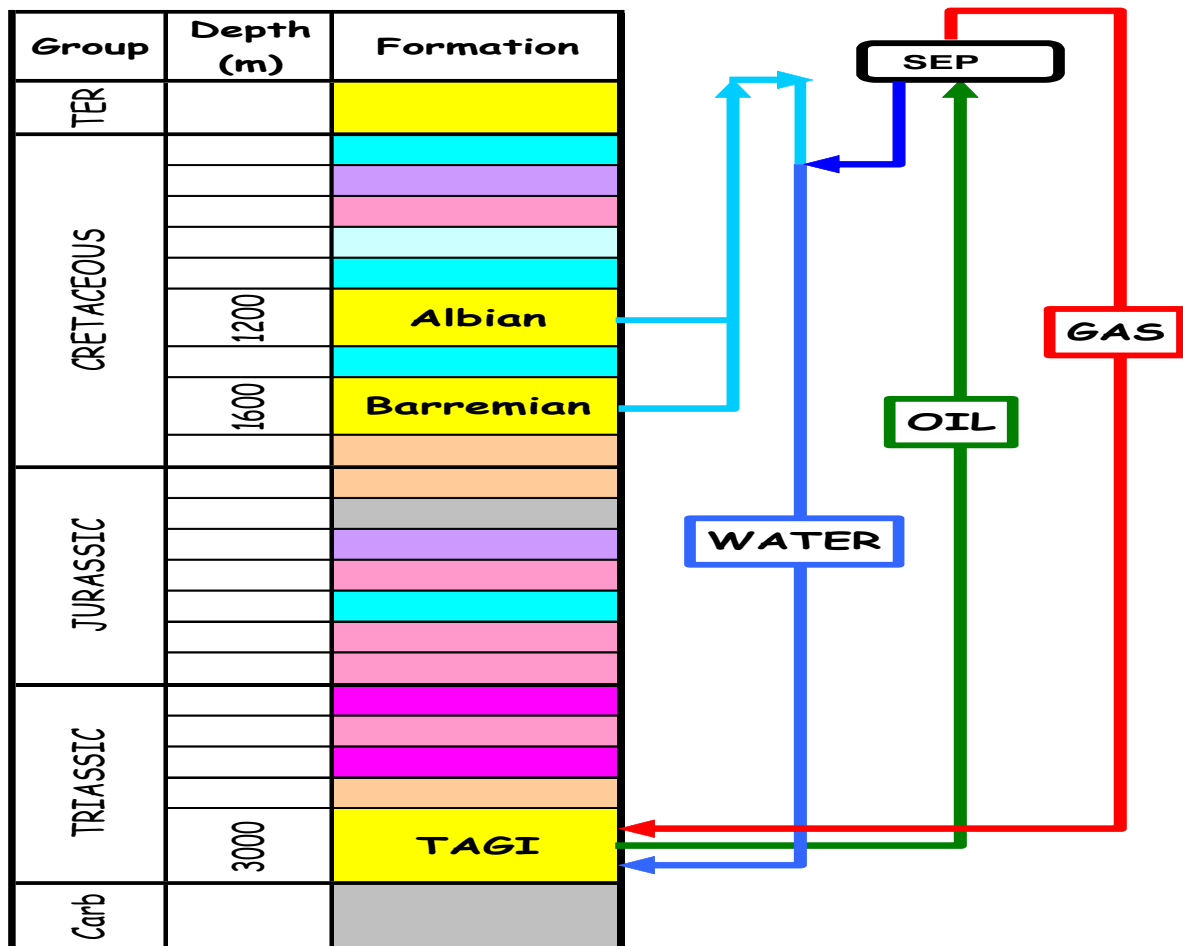 Group
Depth
(m)
Formation
SEP
TER
CRETACEOUS
1200
Albian
GAS
1600
Barremian
OIL
JURASSIC
WATER
TRIASSIC
3000
TAGI
Carb